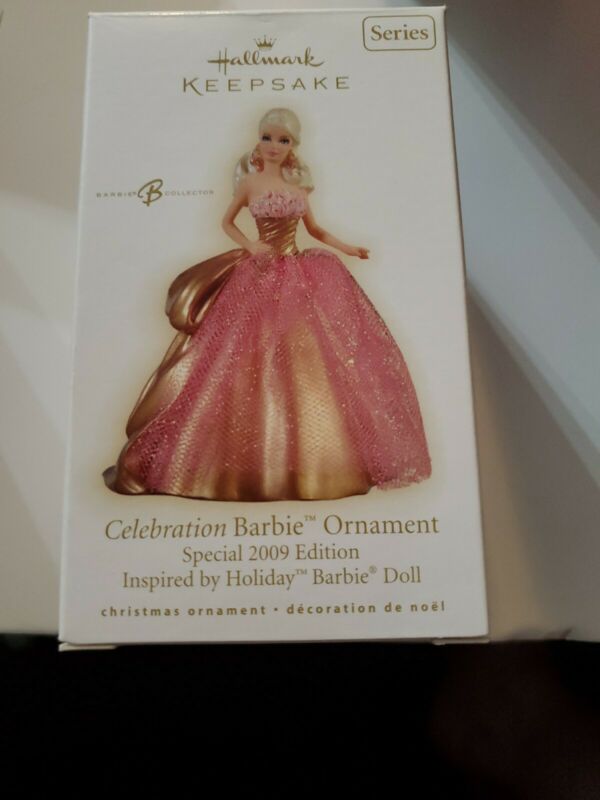 Series
Hallmark
KEEPSAKE
BARBIE® B COLLECTOR
Celebration Barbie™ Ornament
Special 2009 Edition
Inspired by Holiday™ Barbie® Doll
christmas ornament • décoration de noël